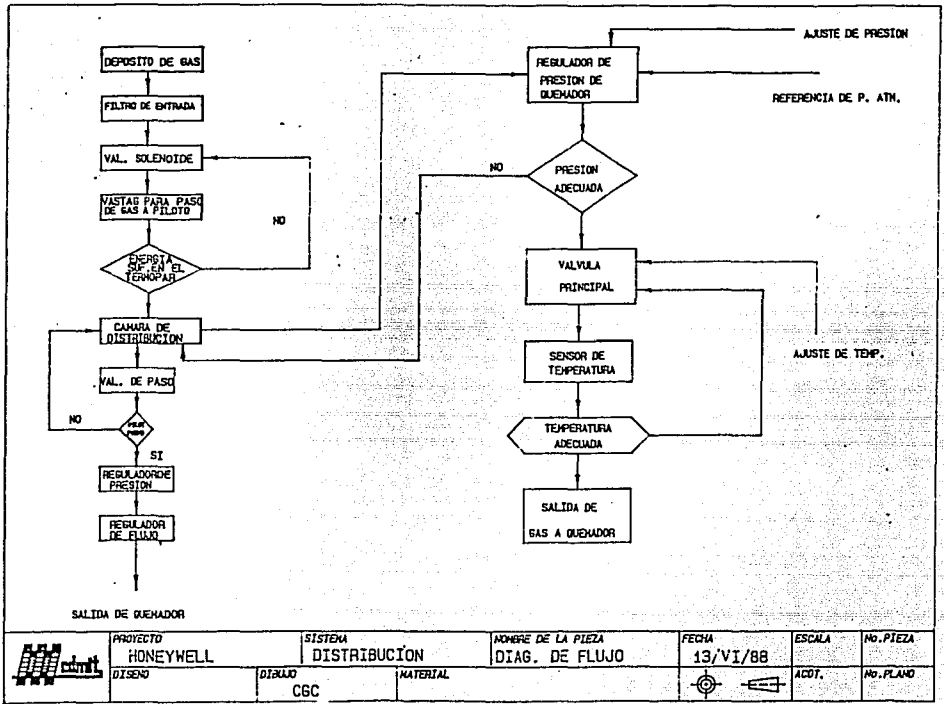 DEPOSITO DE GAS
FILTRO DE ENTRADA
VAL. SOLENOIDE
VASTAG PARA PASO
DE GAS A PILOTO
NO
ENERGIA
SUF. EN EL
TERMOPAR
CAMARA DE
DISTRIBUCION
VAL. DE PASO
NO
SI
REGULADOR DE
PRESION
REGULADOR
DE FLUJO
SALIDA DE QUEMADOR
AJUSTE DE PRESION
REGULADOR DE
PRESION DE
QUEMADOR
REFERENCIA DE P. ATM.
NO
PRESION
ADECUADA
VALVULA
PRINCIPAL
AJUSTE DE TEMP.
SENSOR DE
TEMPERATURA
TEMPERATURA
ADECUADA
SALIDA DE
GAS A QUEMADOR
PROYECTO
HONEYWELL
SISTEMA
DISTRIBUCION
NOMBRE DE LA PIEZA
DIAG. DE FLUJO
FECHA
13/VI/88
ESCALA
No.PIEZA
DISENO
DIBUJO
CGC
MATERIAL
ACOT.
No.PLANO